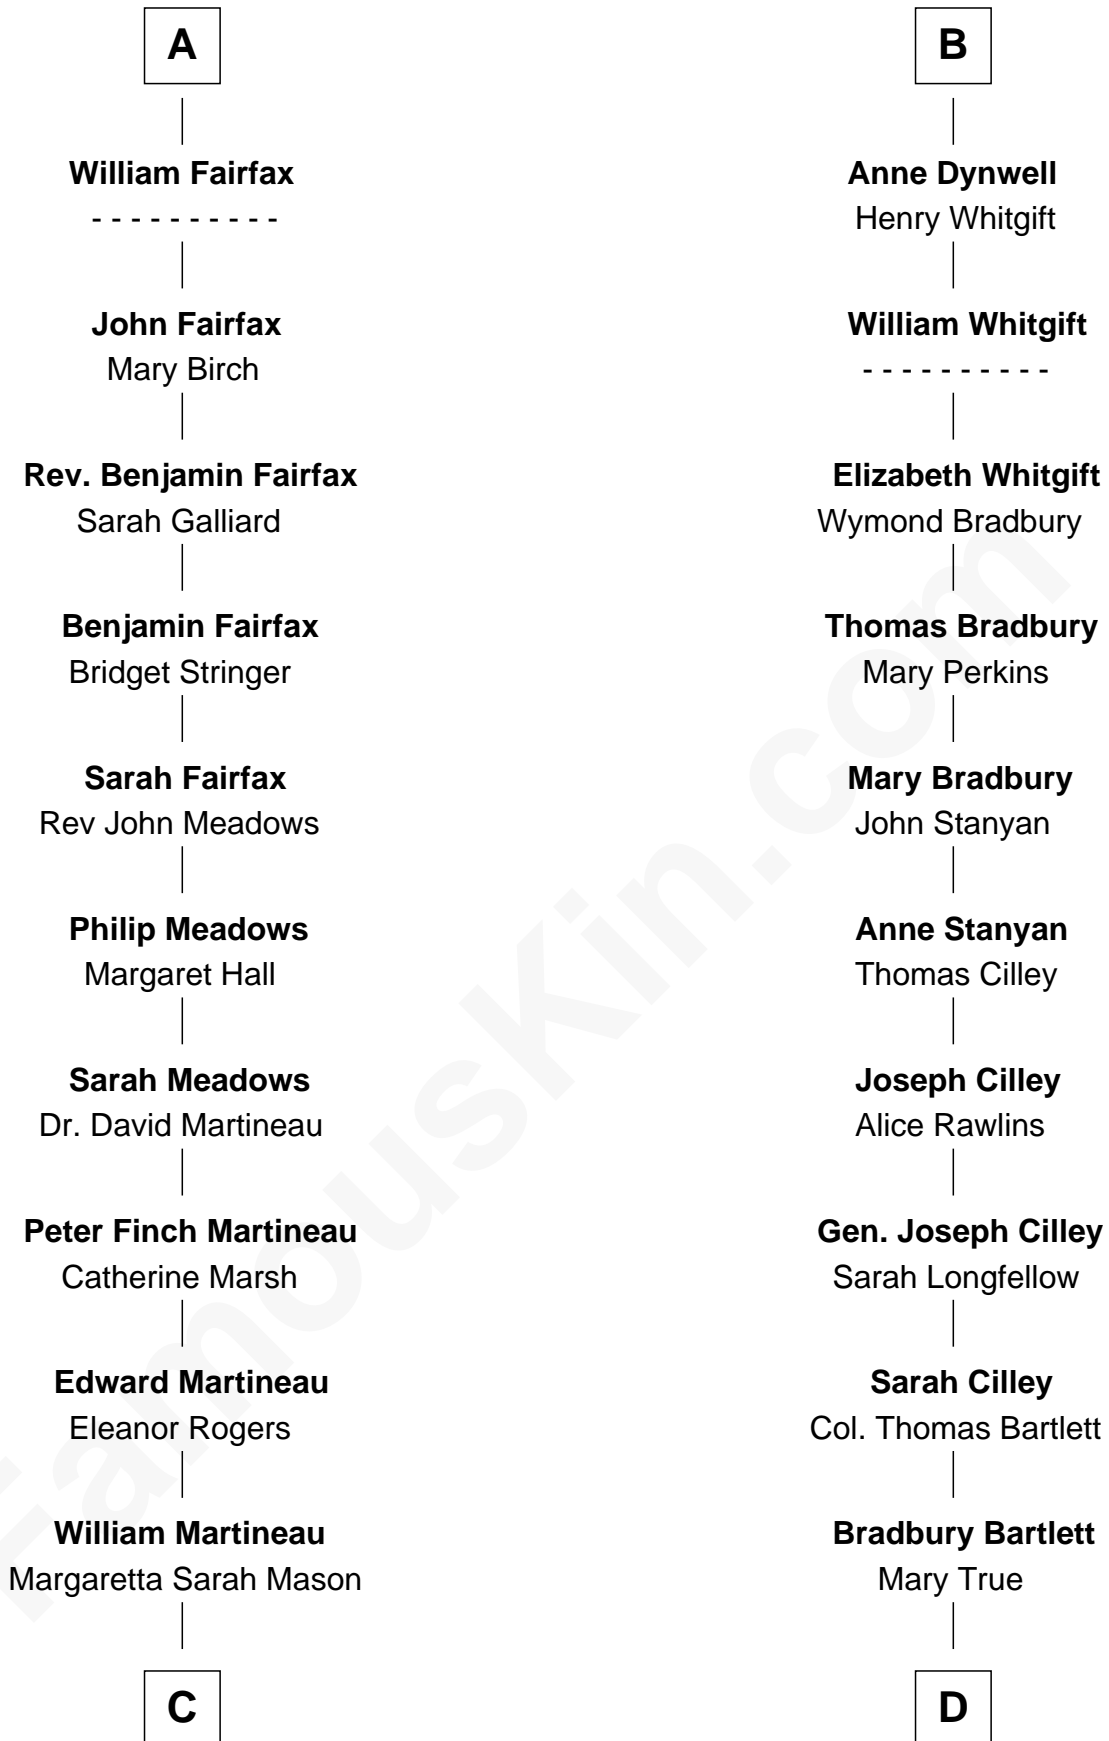 A
William Fairfax
- - - - - - - - - -
John Fairfax
Mary Birch
Rev. Benjamin Fairfax
Sarah Galliard
Benjamin Fairfax
Bridget Stringer
Sarah Fairfax
Rev John Meadows
Philip Meadows
Margaret Hall
Sarah Meadows
Dr. David Martineau
Peter Finch Martineau
Catherine Marsh
Edward Martineau
Eleanor Rogers
William Martineau
Margaretta Sarah Mason
C
B
Anne Dynwell
Henry Whitgift
William Whitgift
- - - - - - - - - -
Elizabeth Whitgift
Wymond Bradbury
Thomas Bradbury
Mary Perkins
Mary Bradbury
John Stanyan
Anne Stanyan
Thomas Cilley
Joseph Cilley
Alice Rawlins
Gen. Joseph Cilley
Sarah Longfellow
Sarah Cilley
Col. Thomas Bartlett
Bradbury Bartlett
Mary True
D
FamousKin.com